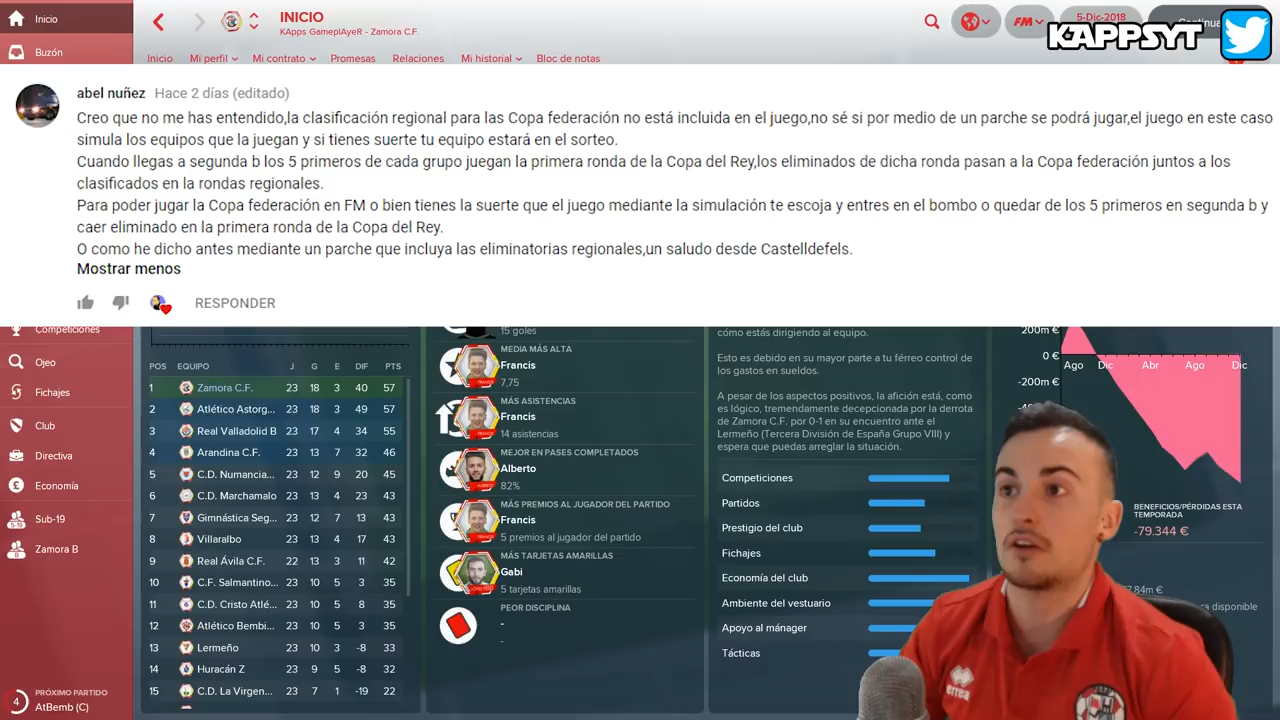 Inicio
INICIO
KApps GameplAyeR - Zamora C.F.
5-Dic-2018
FM
KAPPSYT
Buzón
Inicio
Mi perfil
Mi contrato
Promesas
Relaciones
Mi historial
Bloc de notas
abel nuñez Hace 2 días (editado)
Creo que no me has entendido,la clasificación regional para las Copa federación no está incluida en el juego,no sé si por medio de un parche se podrá jugar,el juego en este caso
simula los equipos que la juegan y si tienes suerte tu equipo estará en el sorteo.
Cuando llegas a segunda b los 5 primeros de cada grupo juegan la primera ronda de la Copa del Rey,los eliminados de dicha ronda pasan a la Copa federación juntos a los
clasificados en la rondas regionales.
Para poder jugar la Copa federación en FM o bien tienes la suerte que el juego mediante la simulación te escoja y entres en el bombo o quedar de los 5 primeros en segunda b y
caer eliminado en la primera ronda de la Copa del Rey.
O como he dicho antes mediante un parche que incluya las eliminatorias regionales,un saludo desde Castelldefels.
Mostrar menos
RESPONDER
Competiciones
Ojeo
Fichajes
Club
Directiva
Economía
Sub-19
Zamora B
4
PRÓXIMO PARTIDO
AtBemb (C)
POS EQUIPO J G E DIF PTS
1 Zamora C.F. 23 18 3 40 57
2 Atlético Astorg... 23 18 3 49 57
3 Real Valladolid B 23 17 4 34 55
4 Arandina C.F. 23 13 7 32 46
5 C.D. Numancia... 23 12 9 20 45
6 C.D. Marchamalo 23 13 4 23 43
7 Gimnástica Seg... 23 12 7 13 43
8 Villaralbo 23 13 4 17 43
9 Real Ávila C.F. 22 13 3 11 42
10 C.F. Salmantino... 23 10 5 3 35
11 C.D. Cristo Atlé... 23 10 5 8 35
12 Atlético Bembi... 23 10 5 3 35
13 Lermeño 23 10 3 -8 33
14 Huracán Z 23 9 5 -8 32
15 C.D. La Virgen... 23 7 1 -19 22
15 goles
MEDIA MÁS ALTA
Francis
7,75
MÁS ASISTENCIAS
Francis
14 asistencias
MEJOR EN PASES COMPLETADOS
Alberto
82%
MÁS PREMIOS AL JUGADOR DEL PARTIDO
Francis
5 premios al jugador del partido
MÁS TARJETAS AMARILLAS
Gabi
5 tarjetas amarillas
PEOR DISCIPLINA
-
-
cómo estás dirigiendo al equipo.
Esto es debido en su mayor parte a tu férreo control de
los gastos en sueldos.
A pesar de los aspectos positivos, la afición está, como
es lógico, tremendamente decepcionada por la derrota
de Zamora C.F. por 0-1 en su encuentro ante el
Lermeño (Tercera División de España Grupo VIII) y
espera que puedas arreglar la situación.
Competiciones
Partidos
Prestigio del club
Fichajes
Economía del club
Ambiente del vestuario
Apoyo al mánager
Tácticas
200m €
0 €
-200m €
Ago Dic Abr Ago Dic
BENEFICIOS/PÉRDIDAS ESTA
TEMPORADA
-79.344 €
disponible
errea